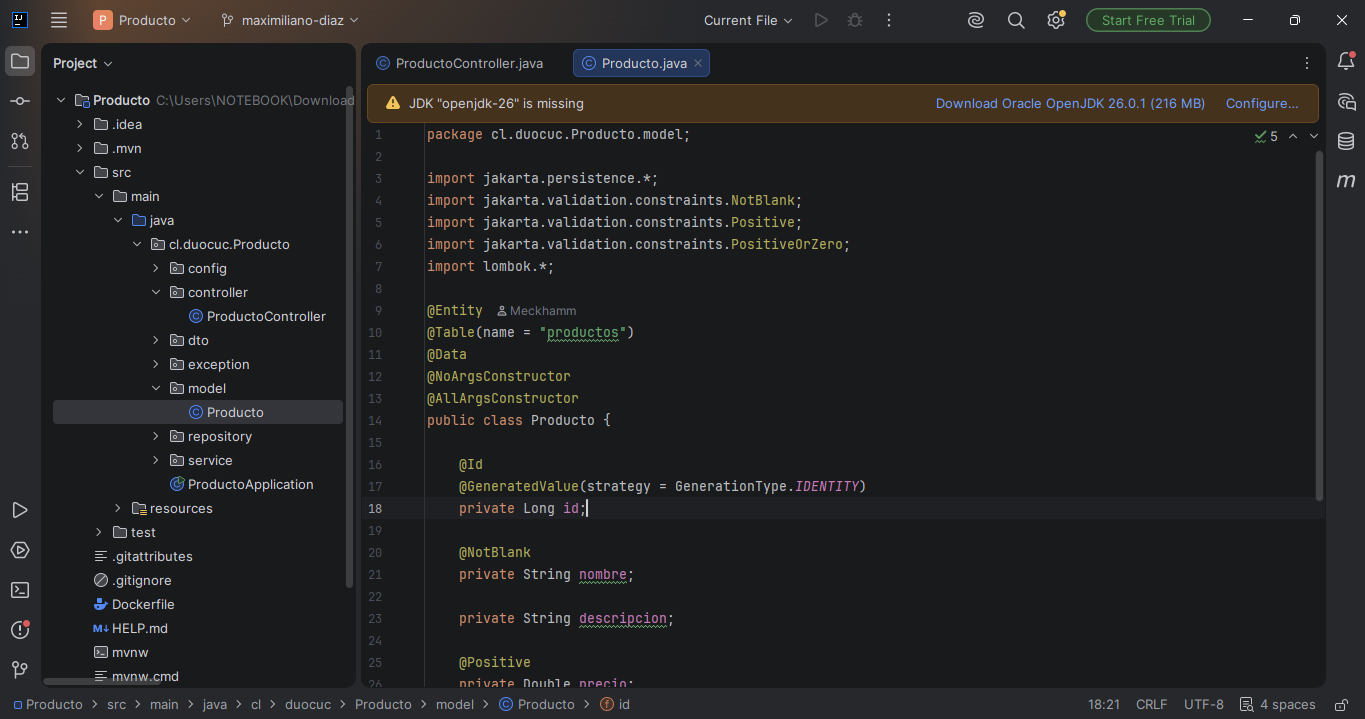 P Producto maximiliano-diaz Current File Start Free Trial
Project
Producto C:\Users\NOTEBOOK\Download
.idea
.mvn
src
main
java
cl.duocuc.Producto
config
controller
ProductoController
dto
exception
model
Producto
repository
service
ProductoApplication
resources
test
.gitattributes
.gitignore
Dockerfile
HELP.md
mvnw
mvnw.cmd
ProductoController.java Producto.java
JDK "openjdk-26" is missing Download Oracle OpenJDK 26.0.1 (216 MB) Configure...
5
1 package cl.duocuc.Producto.model;
2
3 import jakarta.persistence.*;
4 import jakarta.validation.constraints.NotBlank;
5 import jakarta.validation.constraints.Positive;
6 import jakarta.validation.constraints.PositiveOrZero;
7 import lombok.*;
8
9 @Entity Meckhamm
10 @Table(name = "productos")
11 @Data
12 @NoArgsConstructor
13 @AllArgsConstructor
14 public class Producto {
15
16 @Id
17 @GeneratedValue(strategy = GenerationType.IDENTITY)
18 private Long id;
19
20 @NotBlank
21 private String nombre;
22
23 private String descripcion;
24
25 @Positive
26 private Double precio;
m
Producto > src > main > java > cl > duocuc > Producto > model > Producto > id 18:21 CRLF UTF-8 4 spaces